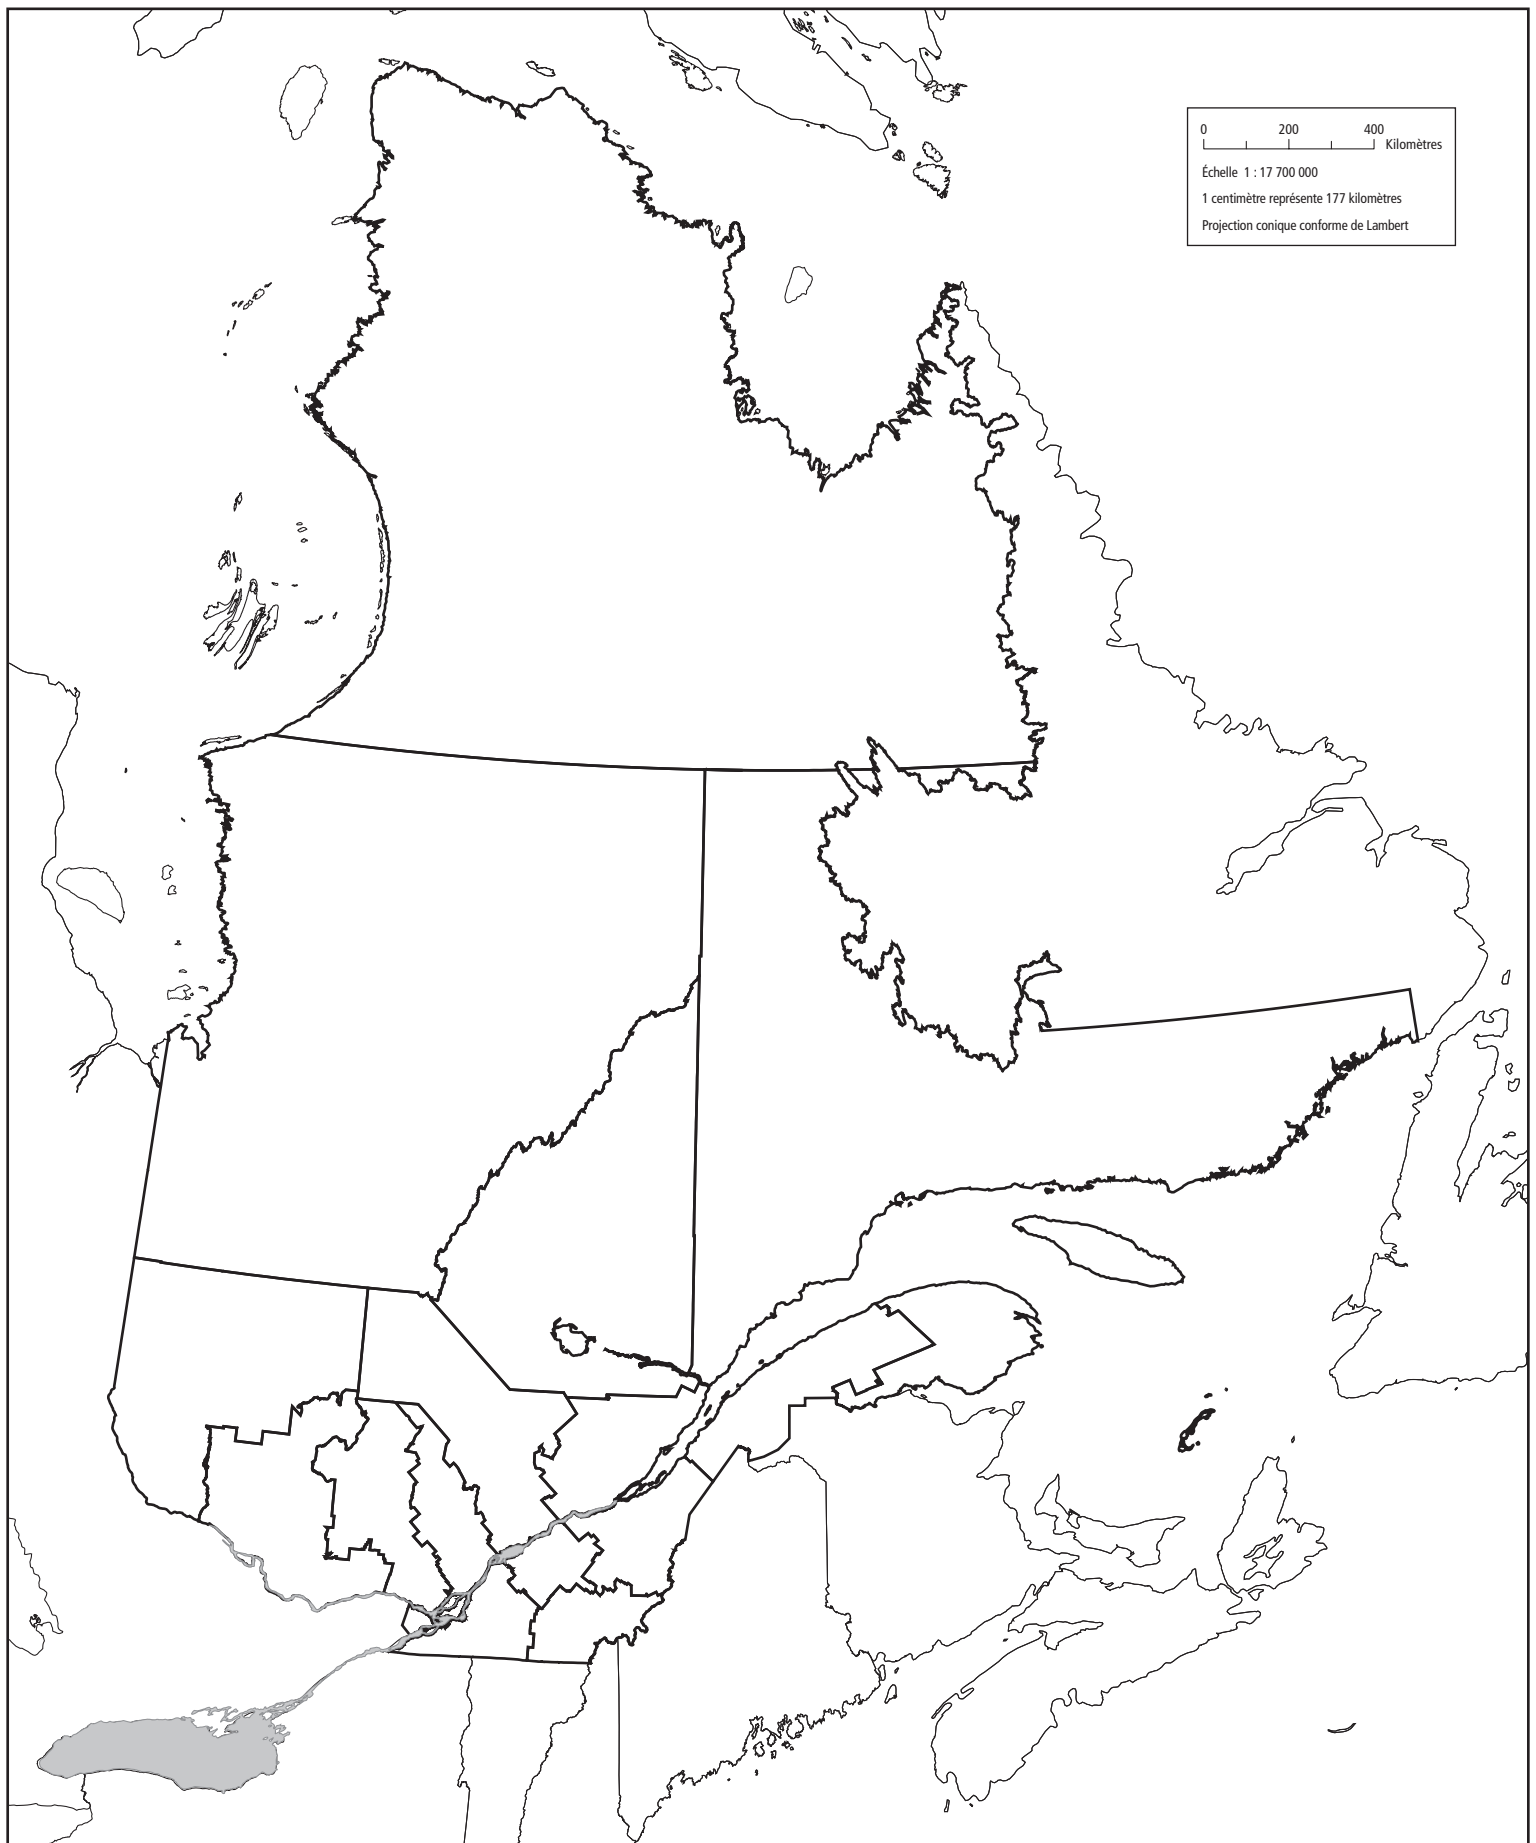 0 200 400
Kilomètres
Échelle 1 : 17 700 000
1 centimètre représente 177 kilomètres
Projection conique conforme de Lambert